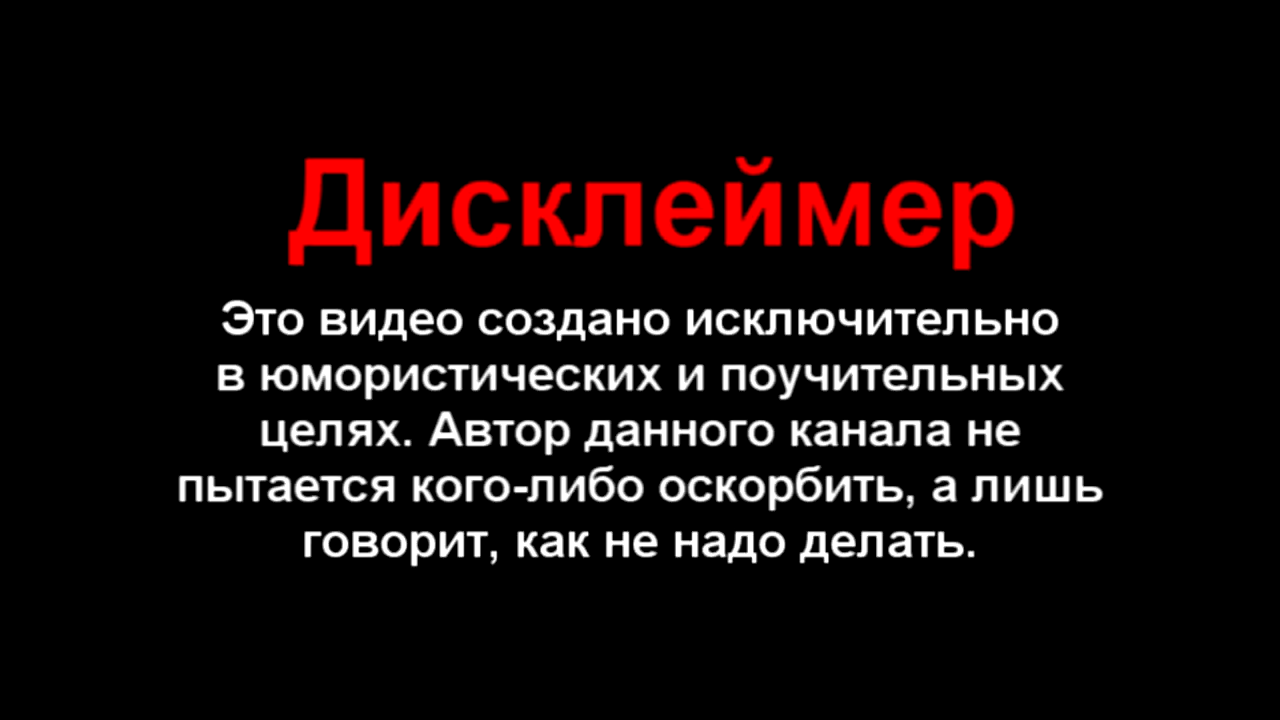 Дисклеймер
Это видео создано исключительно
в юмористических и поучительных
целях. Автор данного канала не
пытается кого-либо оскорбить, а лишь
говорит, как не надо делать.